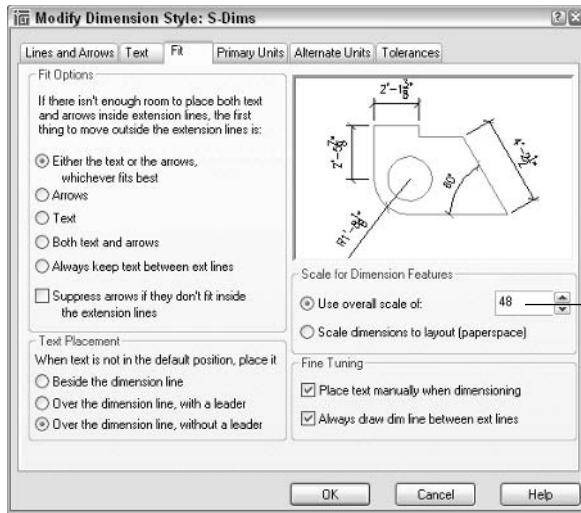 Modify Dimension Style: S-Dims
Lines and Arrows
Text
Fit
Primary Units
Alternate Units
Tolerances
Fit Options
If there isn't enough room to place both text
and arrows inside extension lines, the first
thing to move outside the extension lines is:
Either the text or the arrows,
whichever fits best
Arrows
Text
Both text and arrows
Always keep text between ext lines
Suppress arrows if they don't fit inside
the extension lines
Text Placement
When text is not in the default position, place it
Beside the dimension line
Over the dimension line, with a leader
Over the dimension line, without a leader
2'-1 3/8"
60°
Scale for Dimension Features
Use overall scale of:
48
Scale dimensions to layout (paperspace)
Fine Tuning
Place text manually when dimensioning
Always draw dim line between ext lines
OK
Cancel
Help